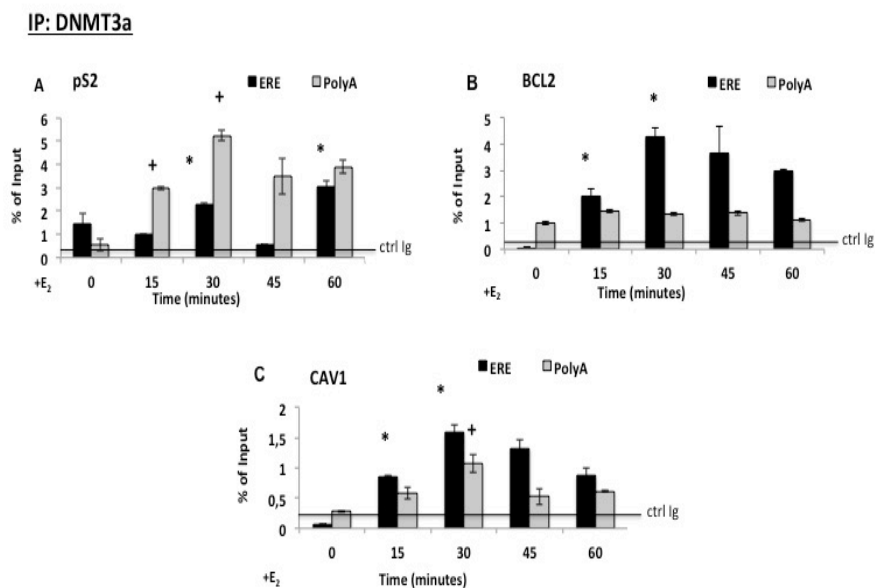 IP: DNMT3a
A pS2 ERE PolyA
% of Input
6
5
4
3
2
1
0
+ * + *
ctrl Ig
+E2 0 15 30 45 60
Time (minutes)
B BCL2 ERE PolyA
% of Input
5
4
3
2
1
0
* *
ctrl Ig
+E2 0 15 30 45 60
Time (minutes)
C CAV1 ERE PolyA
% of Input
2
1,5
1
0,5
0
* * +
ctrl Ig
0 15 30 45 60
+E2 Time (minutes)